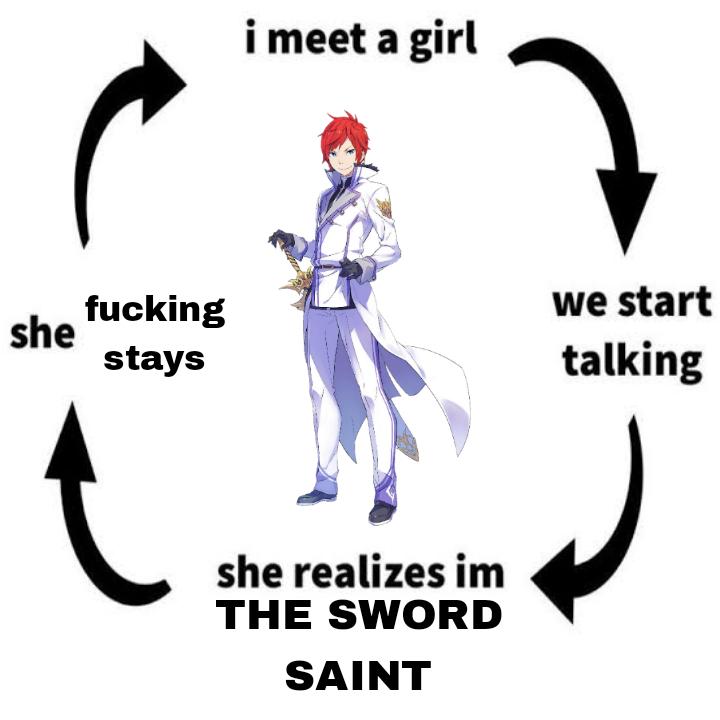 i meet a girl
we start
talking
she realizes im
THE SWORD
SAINT
she
fucking
stays